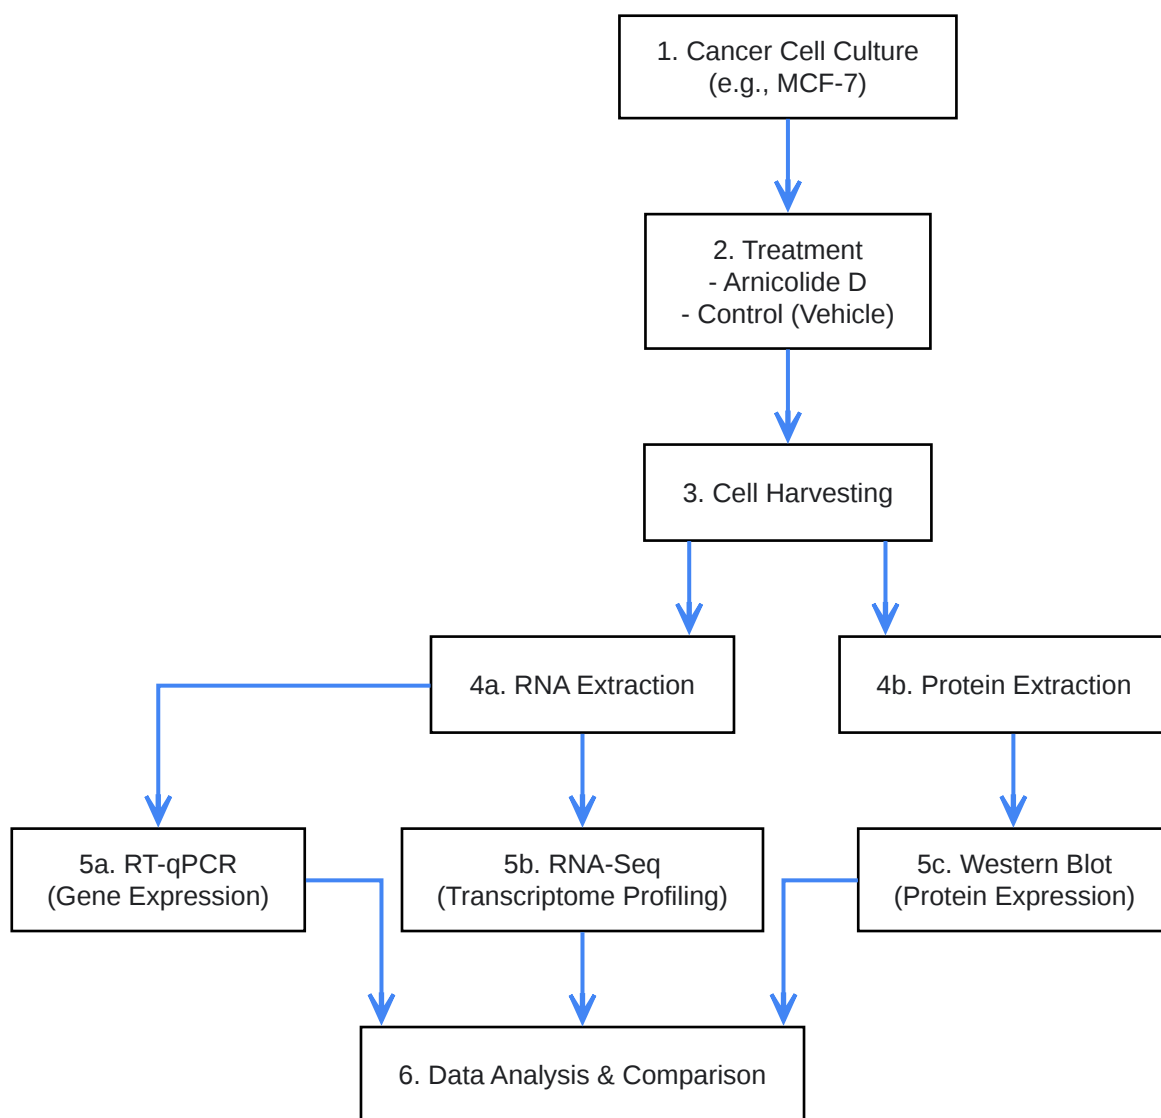 1. Cancer Cell Culture
(e.g., MCF-7)
2. Treatment
- Arnicolide D
- Control (Vehicle)
3. Cell Harvesting
4a. RNA Extraction
4b. Protein Extraction
5a. RT-qPCR
(Gene Expression)
5b. RNA-Seq
(Transcriptome Profiling)
5c. Western Blot
(Protein Expression)
6. Data Analysis & Comparison